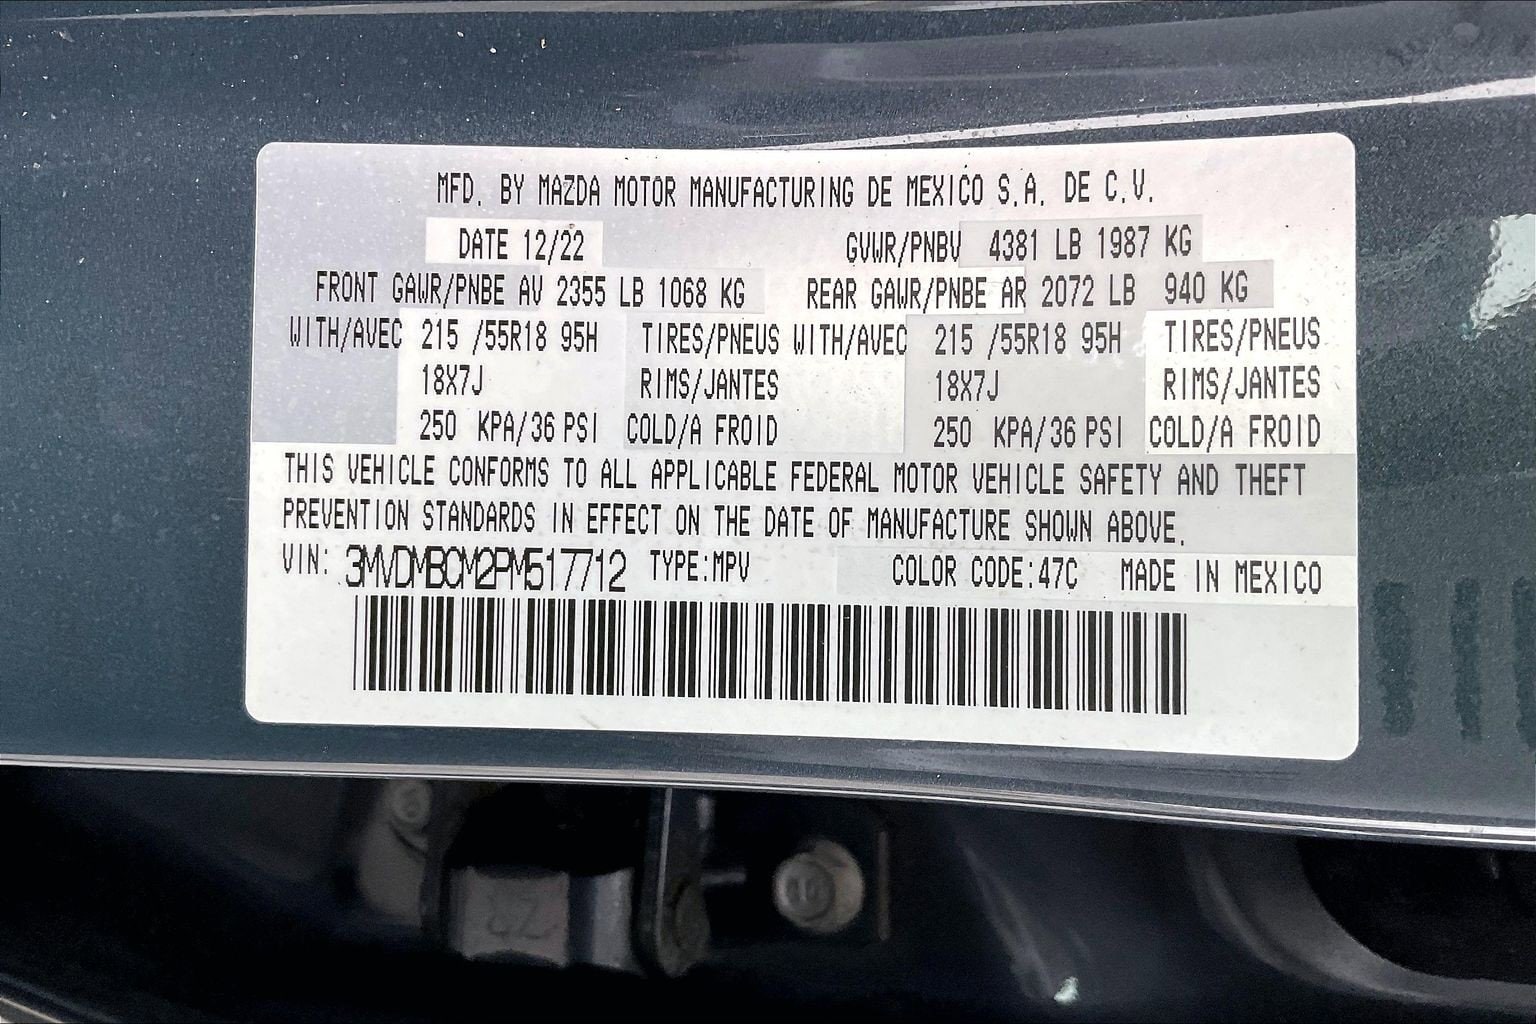 MFD. BY MAZDA MOTOR MANUFACTURING DE MEXICO S.A. DE C.V.
DATE 12/22 GVWR/PNBV 4381 LB 1987 KG
FRONT GAWR/PNBE AV 2355 LB 1068 KG REAR GAWR/PNBE AR 2072 LB 940 KG
WITH/AVEC 215 /55R18 95H TIRES/PNEUS WITH/AVEC 215 /55R18 95H TIRES/PNEUS
18X7J RIMS/JANTES 18X7J RIMS/JANTES
250 KPA/36 PSI COLD/A FROID 250 KPA/36 PSI COLD/A FROID
THIS VEHICLE CONFORMS TO ALL APPLICABLE FEDERAL MOTOR VEHICLE SAFETY AND THEFT
PREVENTION STANDARDS IN EFFECT ON THE DATE OF MANUFACTURE SHOWN ABOVE.
VIN: 3MVDMBCM2PM517712 TYPE:MPV COLOR CODE:47C MADE IN MEXICO